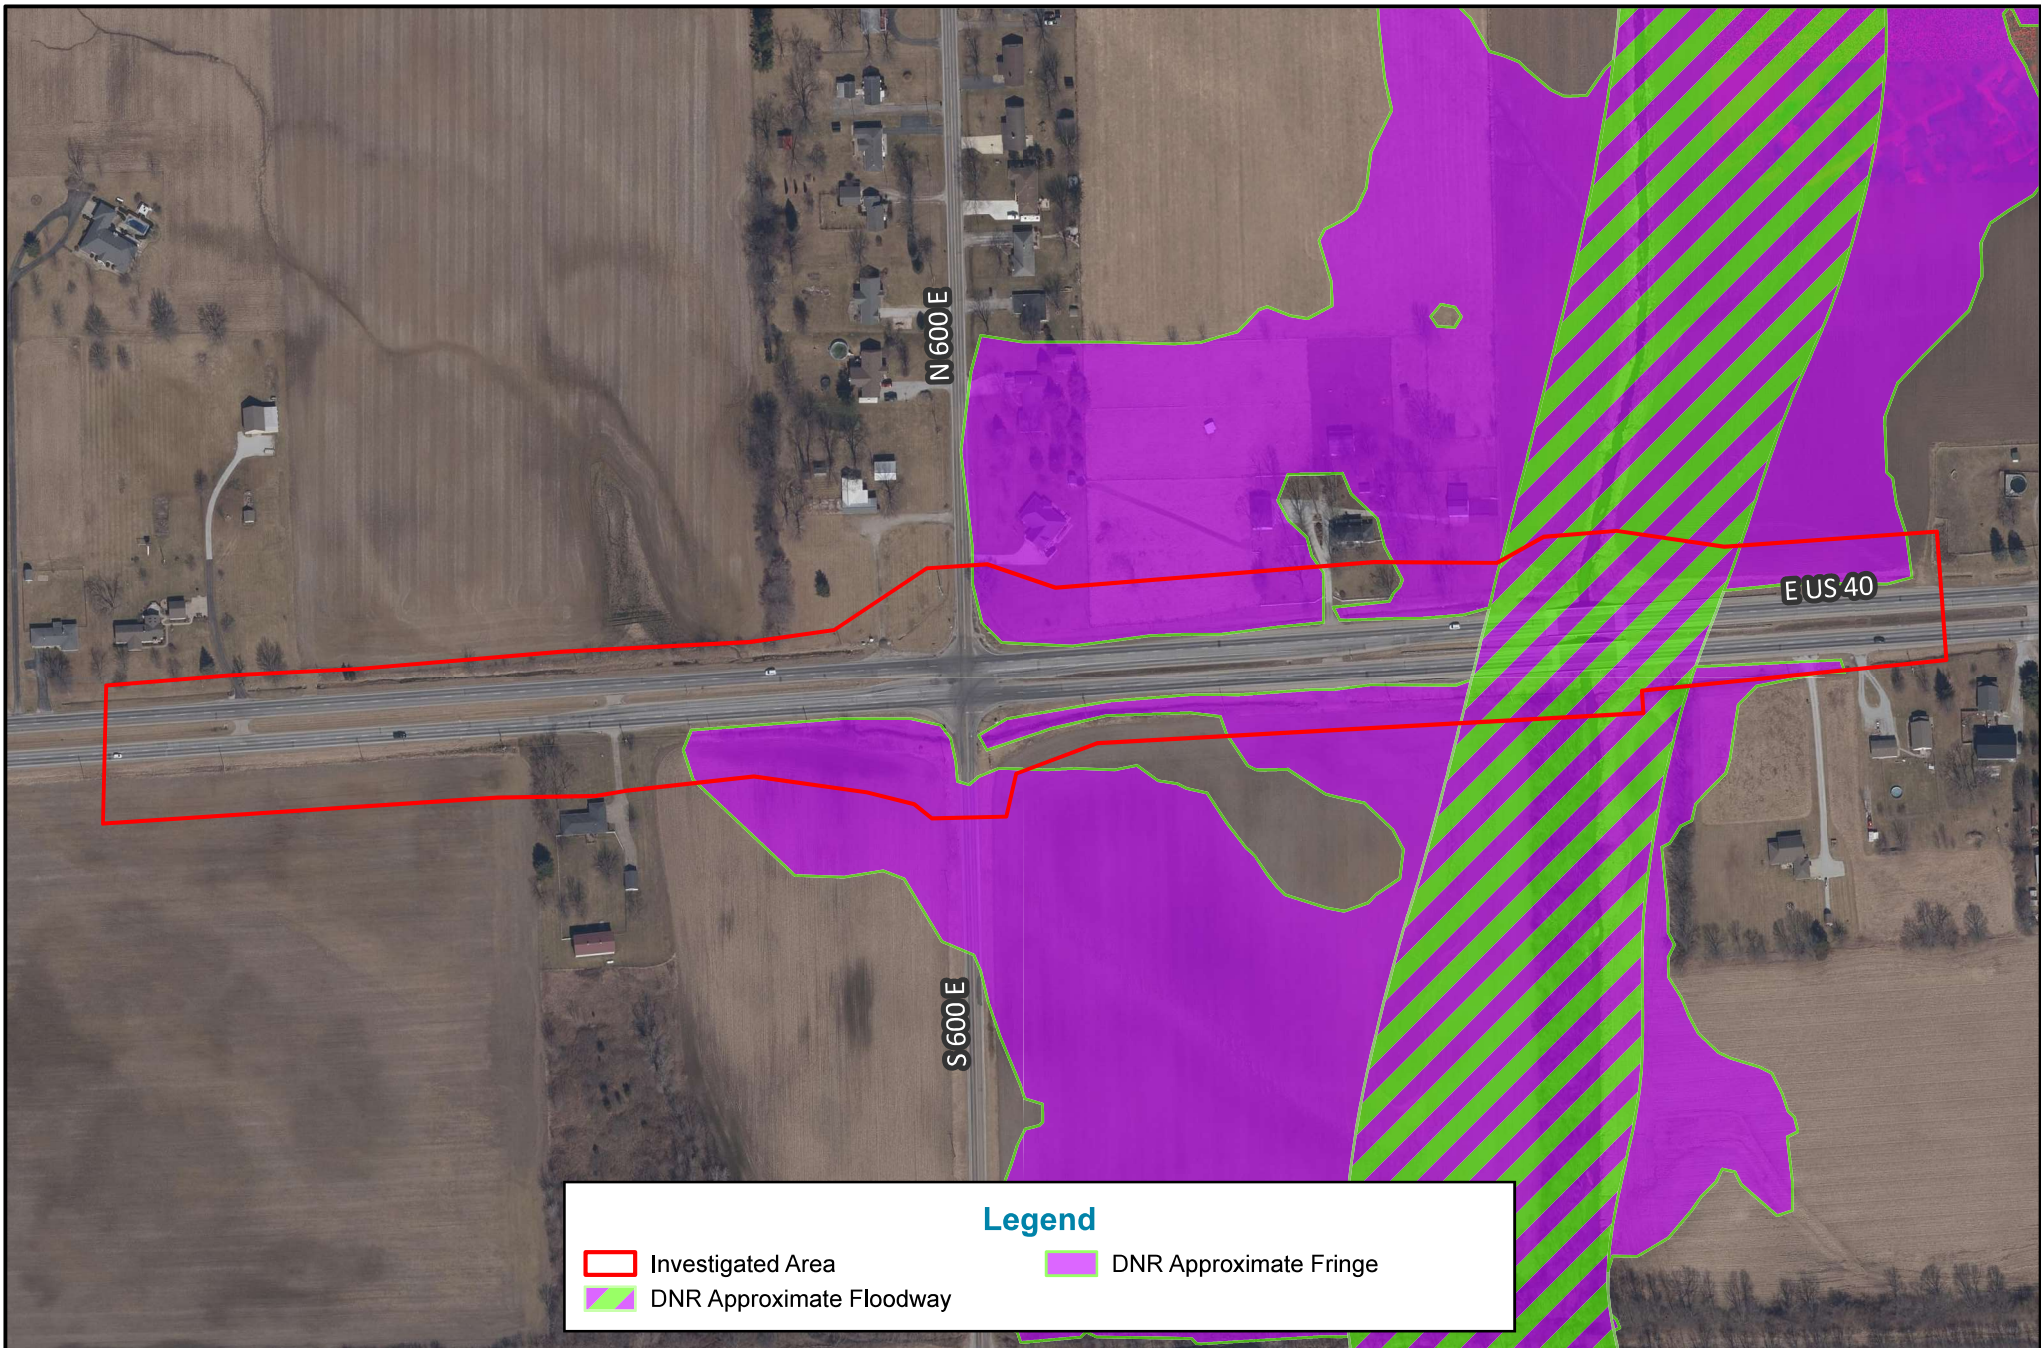 N 600 E
E US 40
S 600 E
Legend
Investigated Area
DNR Approximate Fringe
DNR Approximate Floodway